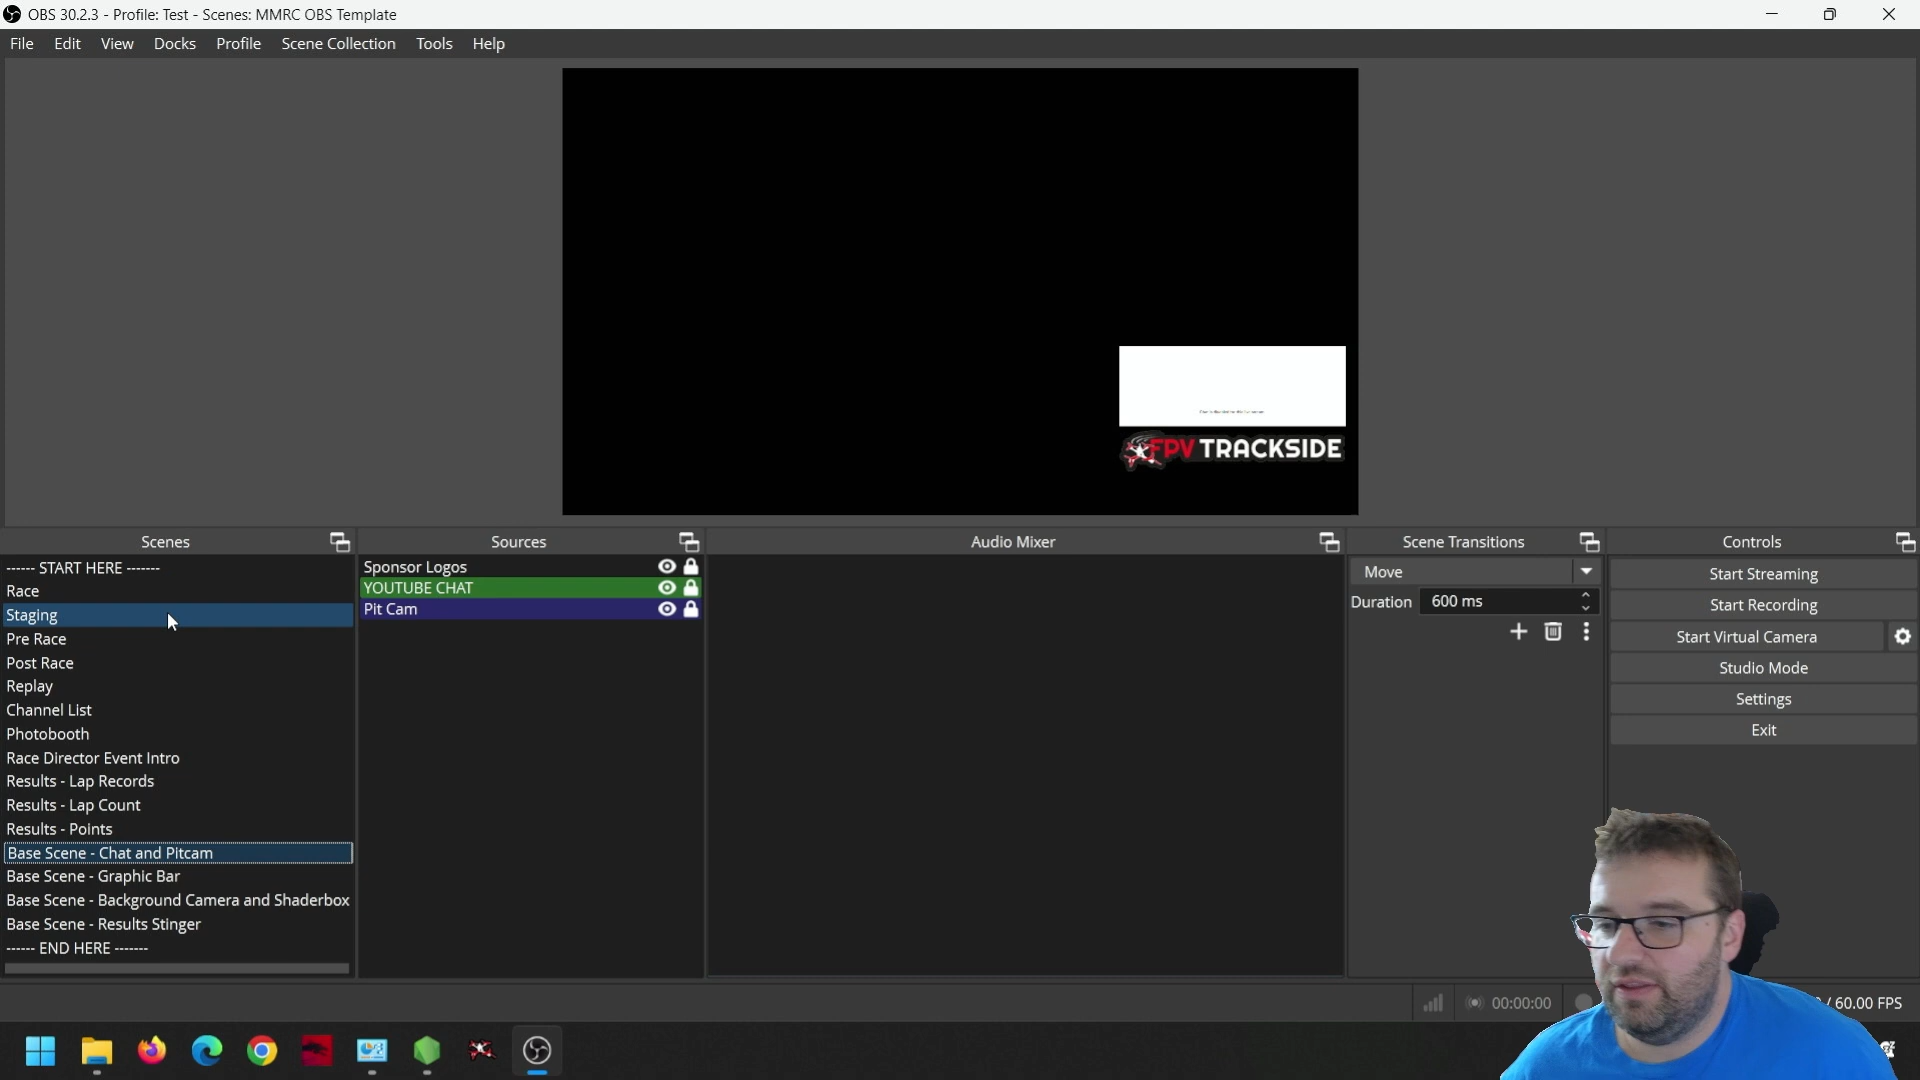 OBS 30.2.3 - Profile: Test - Scenes: MMRC OBS Template
File Edit View Docks Profile Scene Collection Tools Help
FPV TRACKSIDE
Scenes
------ START HERE -------
Race
Staging
Pre Race
Post Race
Replay
Channel List
Photobooth
Race Director Event Intro
Results - Lap Records
Results - Lap Count
Results - Points
Base Scene - Chat and Pitcam
Base Scene - Graphic Bar
Base Scene - Background Camera and Shaderbox
Base Scene - Results Stinger
------ END HERE -------
Sources
Sponsor Logos
YOUTUBE CHAT
Pit Cam
Audio Mixer
Scene Transitions
Move
Duration 600 ms
Controls
Start Streaming
Start Recording
Start Virtual Camera
Studio Mode
Settings
Exit
00:00:00
/ 60.00 FPS